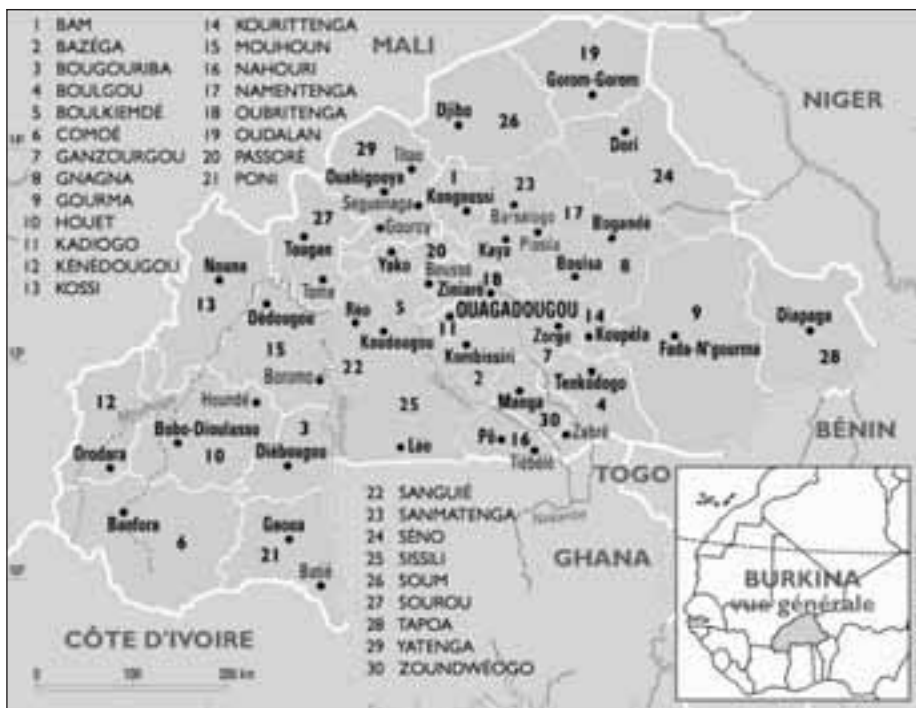 1 BAM
2 BAZÉGA
3 BOUGOURIBA
4 BOULGOU
5 BOULKIEMDÉ
6 COMOÉ
7 GANZOURGOU
8 GNAGNA
9 GOURMA
10 HOUET
11 KADIOGO
12 KÉNÉDOUGOU
13 KOSSI
14 KOURITTENGA
15 MOUHOUN
16 NAHOURI
17 NAMENTENGA
18 OUBRITENGA
19 OUDALAN
20 PASSORÉ
21 PONI
MALI
NIGER
19
Gorom-Gorom
Djibo
26
Dori
29
Titao
24
Ouahigouya
1
23
Seguenega
Kongoussi
Barsalogo
17
27
Gourcy
Bogandé
Tougan
Kaya
Pissila
20
Yako
8
Nouna
Boussé
Boulsa
13
Toma
Ziniaré
18
Dédougou
Réo
5
OUAGADOUGOU
9
Diapaga
11
14
Koudougou
Zorgo
Koupéla
Fada-N'gourma
15
22
Kombissiri
7
28
Boromo
2
Tenkodogo
12
Houndé
Manga
4
25
30
Bobo-Dioulasso
3
Zabré
BÉNIN
Orodara
10
Diébougou
Léo
Pô
16
Tiébélé
TOGO
Banfora
Gaoua
6
21
Batié
GHANA
CÔTE D'IVOIRE
22 SANGUIÉ
23 SANMATENGA
24 SÉNO
25 SISSILI
26 SOUM
27 SOUROU
28 TAPOA
29 YATENGA
30 ZOUNDWÉOGO
0 100 200 km
BURKINA
vue générale